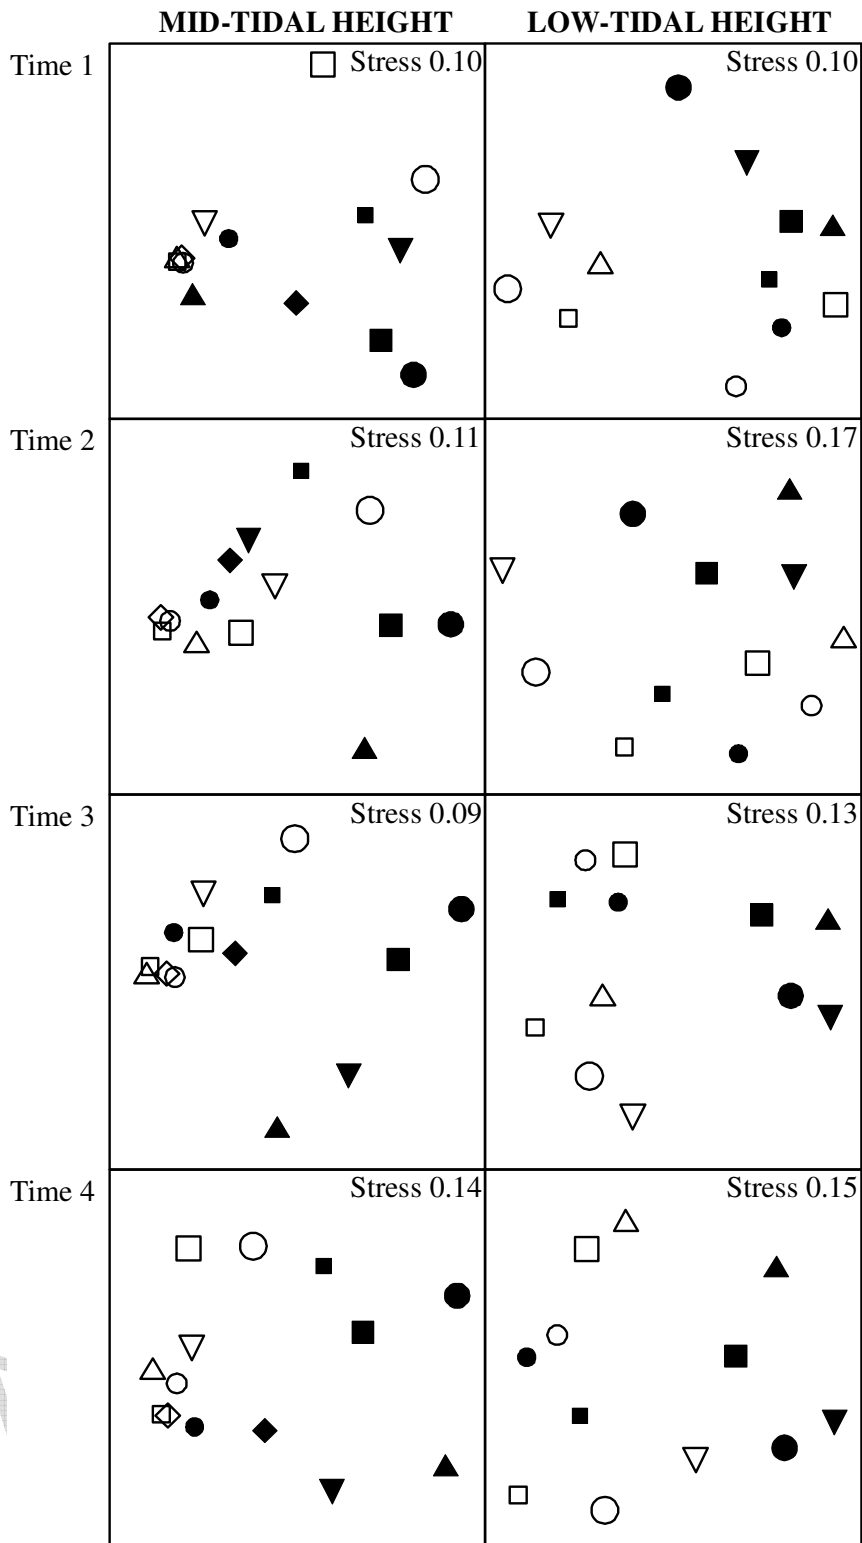 MID-TIDAL HEIGHT LOW-TIDAL HEIGHT
Time 1 Stress 0.10 Stress 0.10
Time 2 Stress 0.11 Stress 0.17
Time 3 Stress 0.09 Stress 0.13
Time 4 Stress 0.14 Stress 0.15